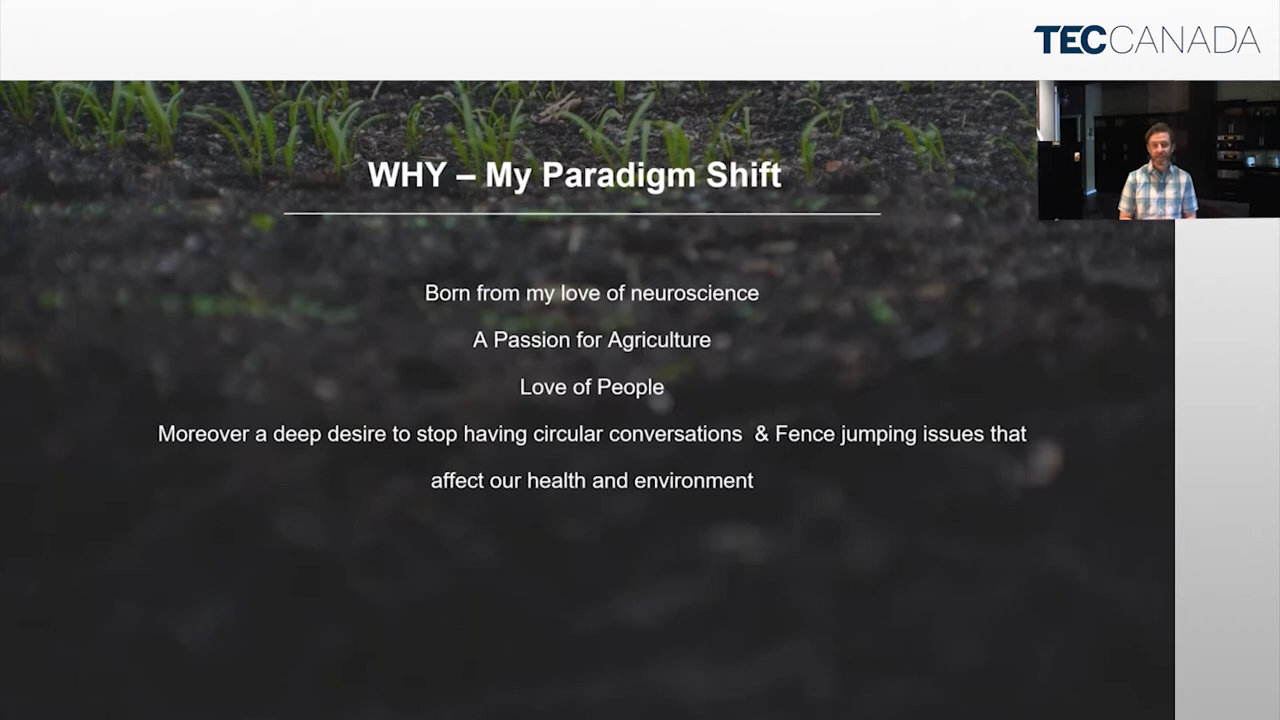 TECCANADA
WHY – My Paradigm Shift
Born from my love of neuroscience
A Passion for Agriculture
Love of People
Moreover a deep desire to stop having circular conversations  & Fence jumping issues that
affect our health and environment